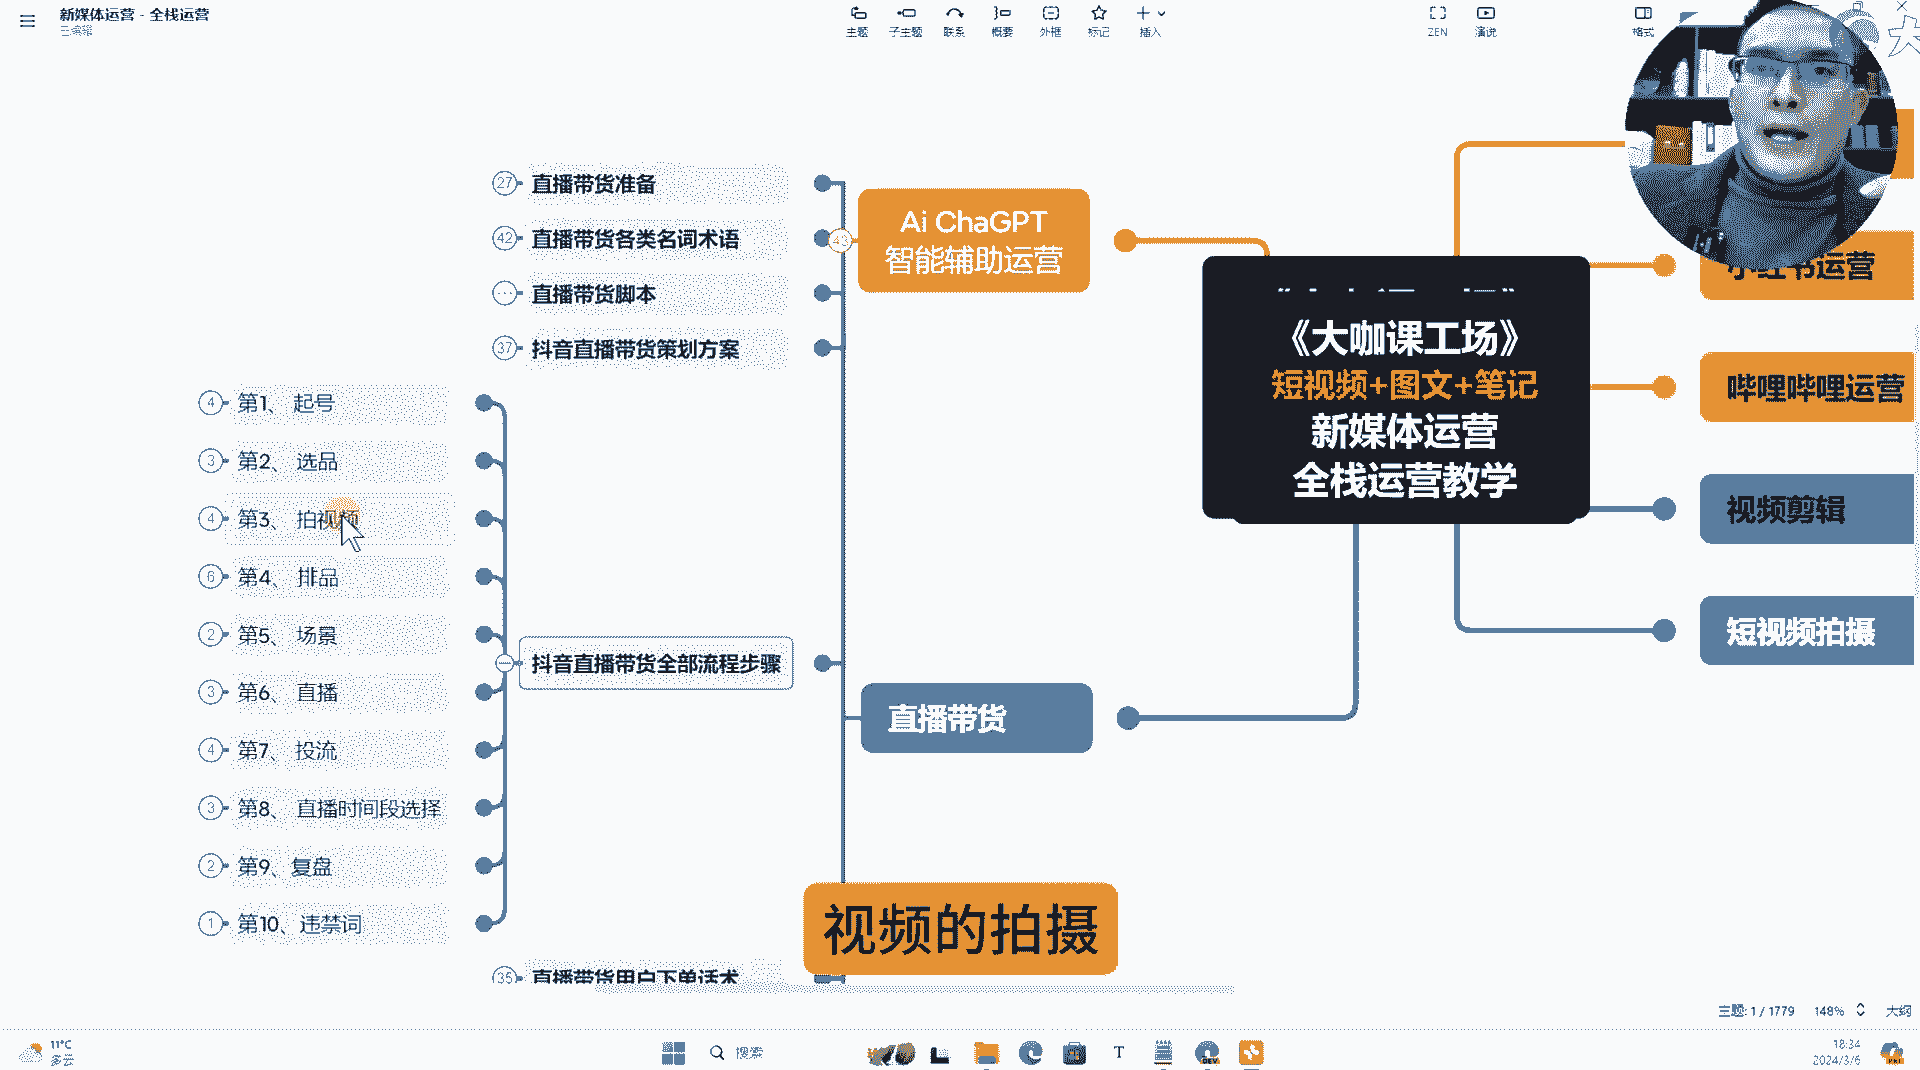 新媒体运营 - 全栈运营
已编辑
主题
子主题
联系
概要
外框
标记
插入
ZEN
演说
格式
27
直播带货准备
42
直播带货各类名词术语
直播带货脚本
37
抖音直播带货策划方案
43
Ai ChaGPT
智能辅助运营
《大咖课工场》
短视频+图文+笔记
新媒体运营
全栈运营教学
小红书运营
哔哩哔哩运营
视频剪辑
短视频拍摄
4
第1、 起号
3
第2、 选品
4
第3、 拍视频
6
第4、 排品
2
第5、 场景
3
第6、 直播
4
第7、 投流
3
第8、 直播时间段选择
2
第9、复盘
1
第10、违禁词
抖音直播带货全部流程步骤
直播带货
35
直播带货用户下单话术
视频的拍摄
主题: 1 / 1779
148%
大纲
11°C
多云
搜索
T
DEV
18:34
2024/3/6